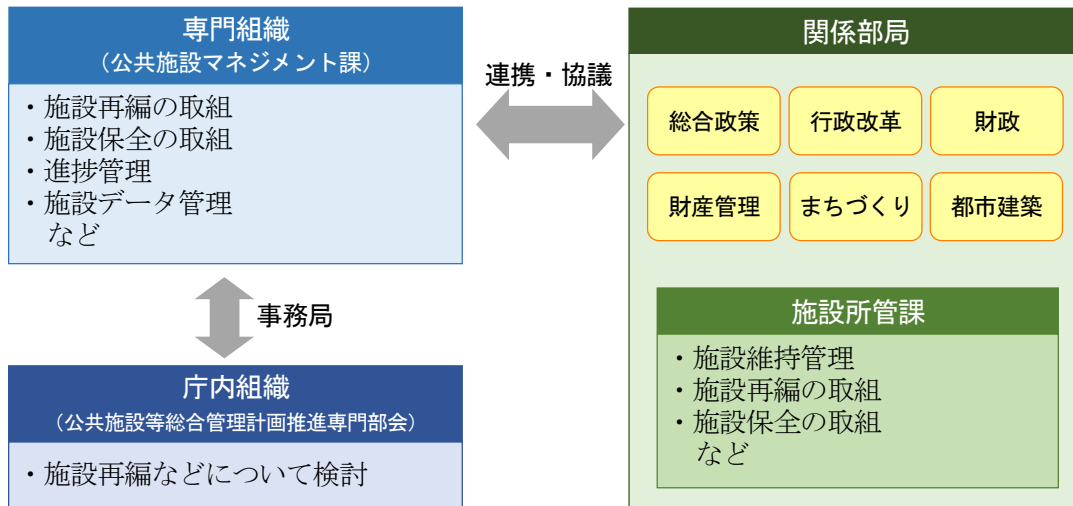 専門組織
（公共施設マネジメント課）
・施設再編の取組
・施設保全の取組
・進捗管理
・施設データ管理
など
連携・協議
関係部局
総合政策
行政改革
財政
財産管理
まちづくり
都市建築
施設所管課
・施設維持管理
・施設再編の取組
・施設保全の取組
など
事務局
庁内組織
（公共施設等総合管理計画推進専門部会）
・施設再編などについて検討